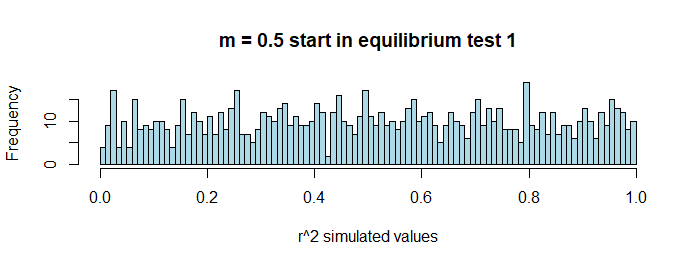 m = 0.5 start in equilibrium test 1
Frequency
10
0
0.0 0.2 0.4 0.6 0.8 1.0
r^2 simulated values